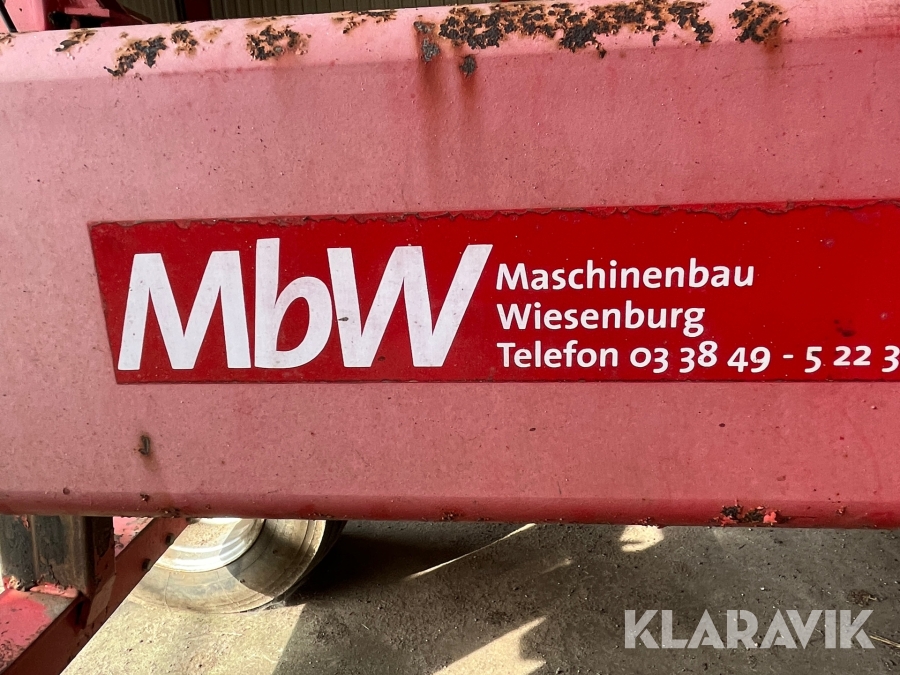 MbW
Maschinenbau
Wiesenburg
Telefon 03 38 49 - 5 22 3
KLARAVIK